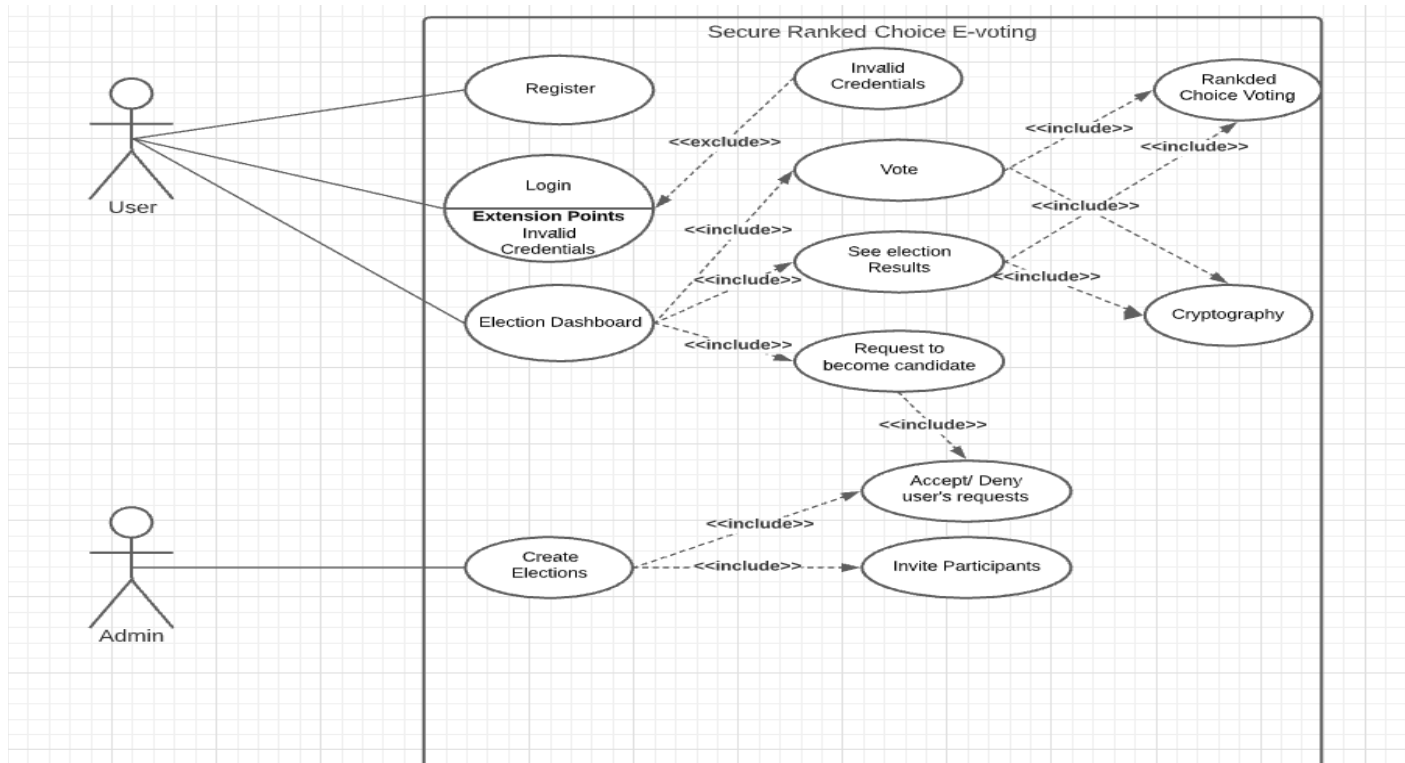 Secure Ranked Choice E-voting
Register
Invalid
Credentials
Rankded
Choice Voting
<<exclude>>
<<include>>
<<include>>
Vote
User
Login
Extension Points
Invalid
Credentials
<<include>>
<<include>>
See election
Results
<<include>>
<<include>>
Election Dashboard
Cryptography
<<include>>
Request to
become candidate
<<include>>
Accept/ Deny
user's requests
<<include>>
Create
Elections
<<include>>
Invite Participants
Admin